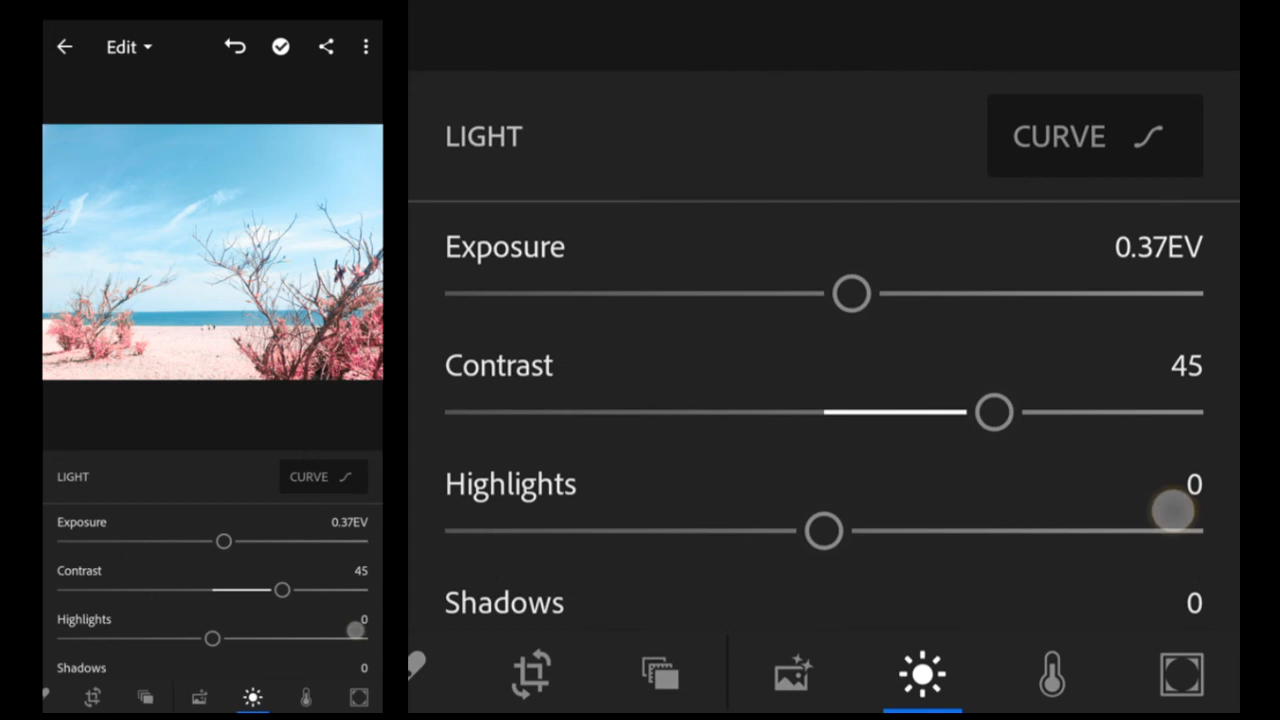 Edit
LIGHT
CURVE
Exposure
0.37EV
Contrast
45
Highlights
0
Shadows
0
LIGHT
CURVE
Exposure
0.37EV
Contrast
45
Highlights
0
Shadows
0